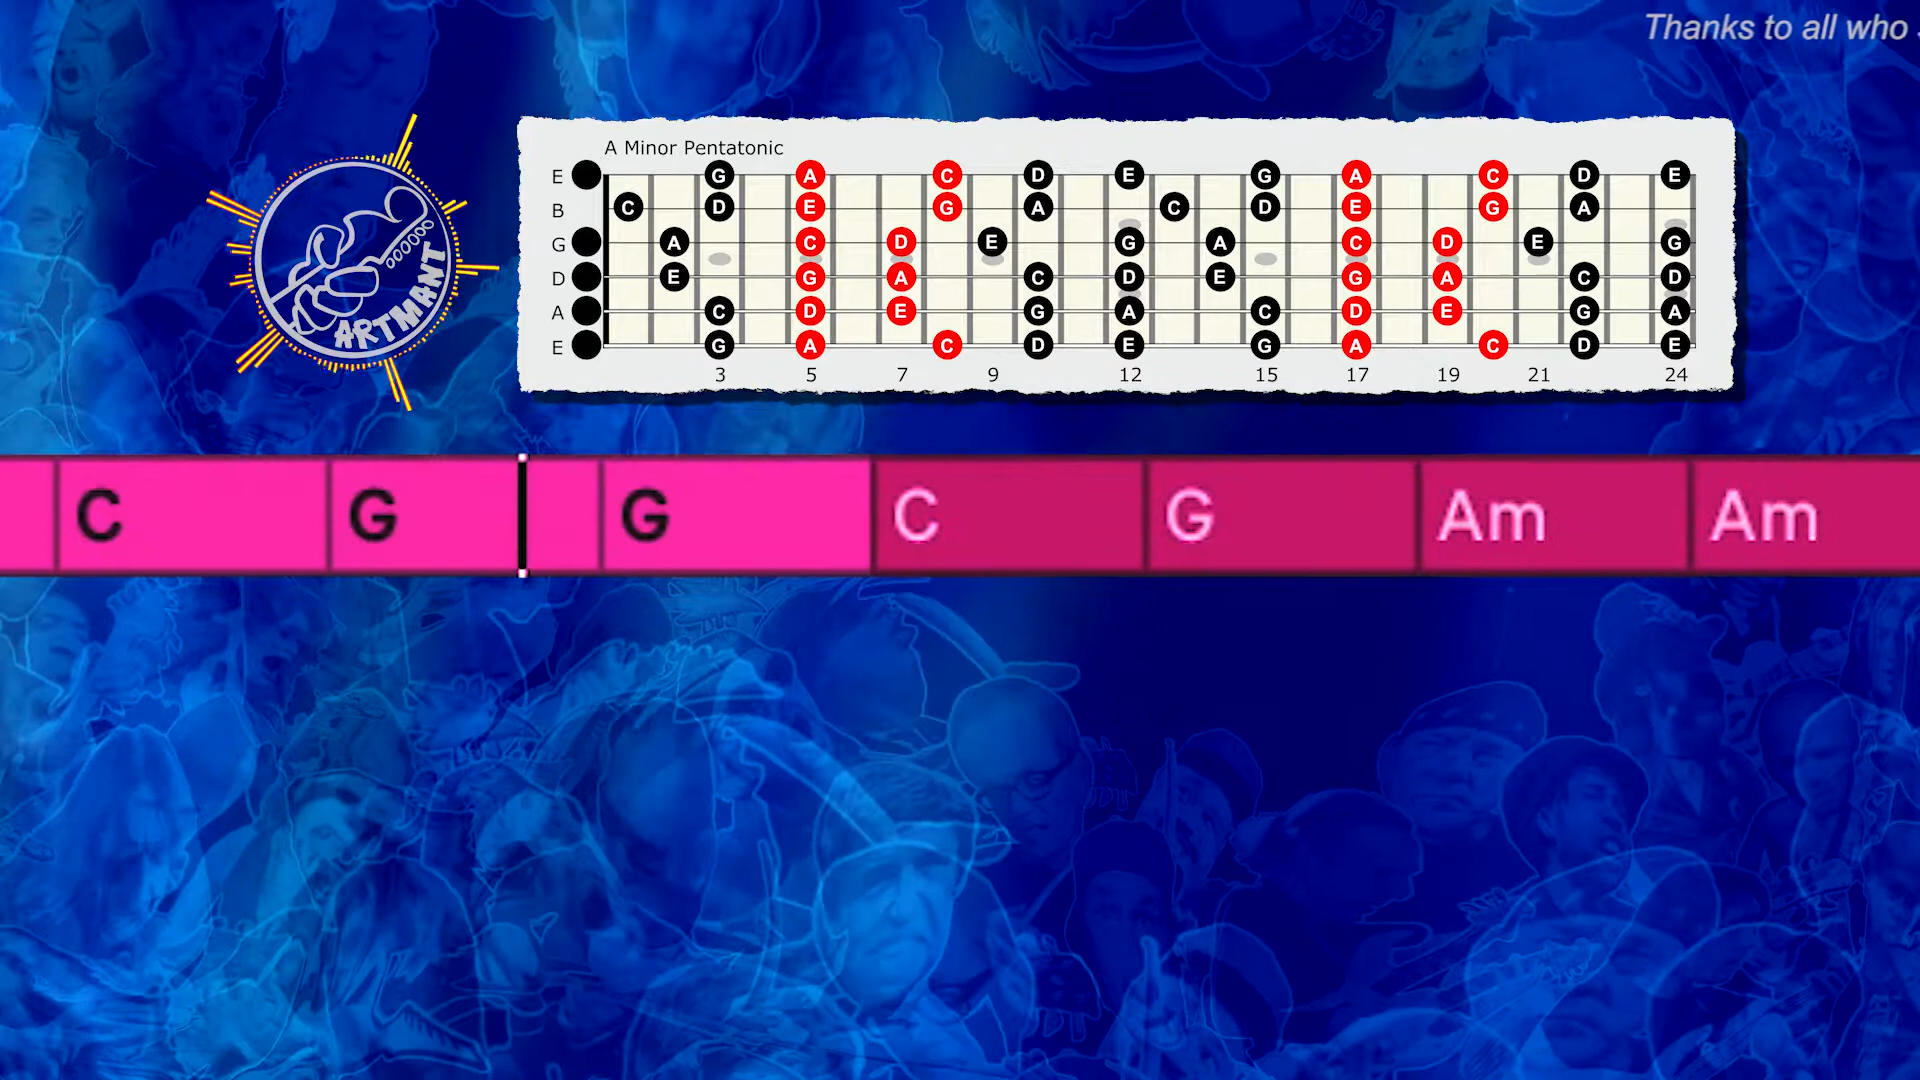 Thanks to all who
ARTMANT
A Minor Pentatonic
E G A C D E G A C D E
B C D E G A C D E G A
G A C D E G A C D E G
D E G A C D E G A C D
A C D E G A C D E G A
E G A C D E G A C D E
3 5 7 9 12 15 17 19 21 24
C G G C G Am Am